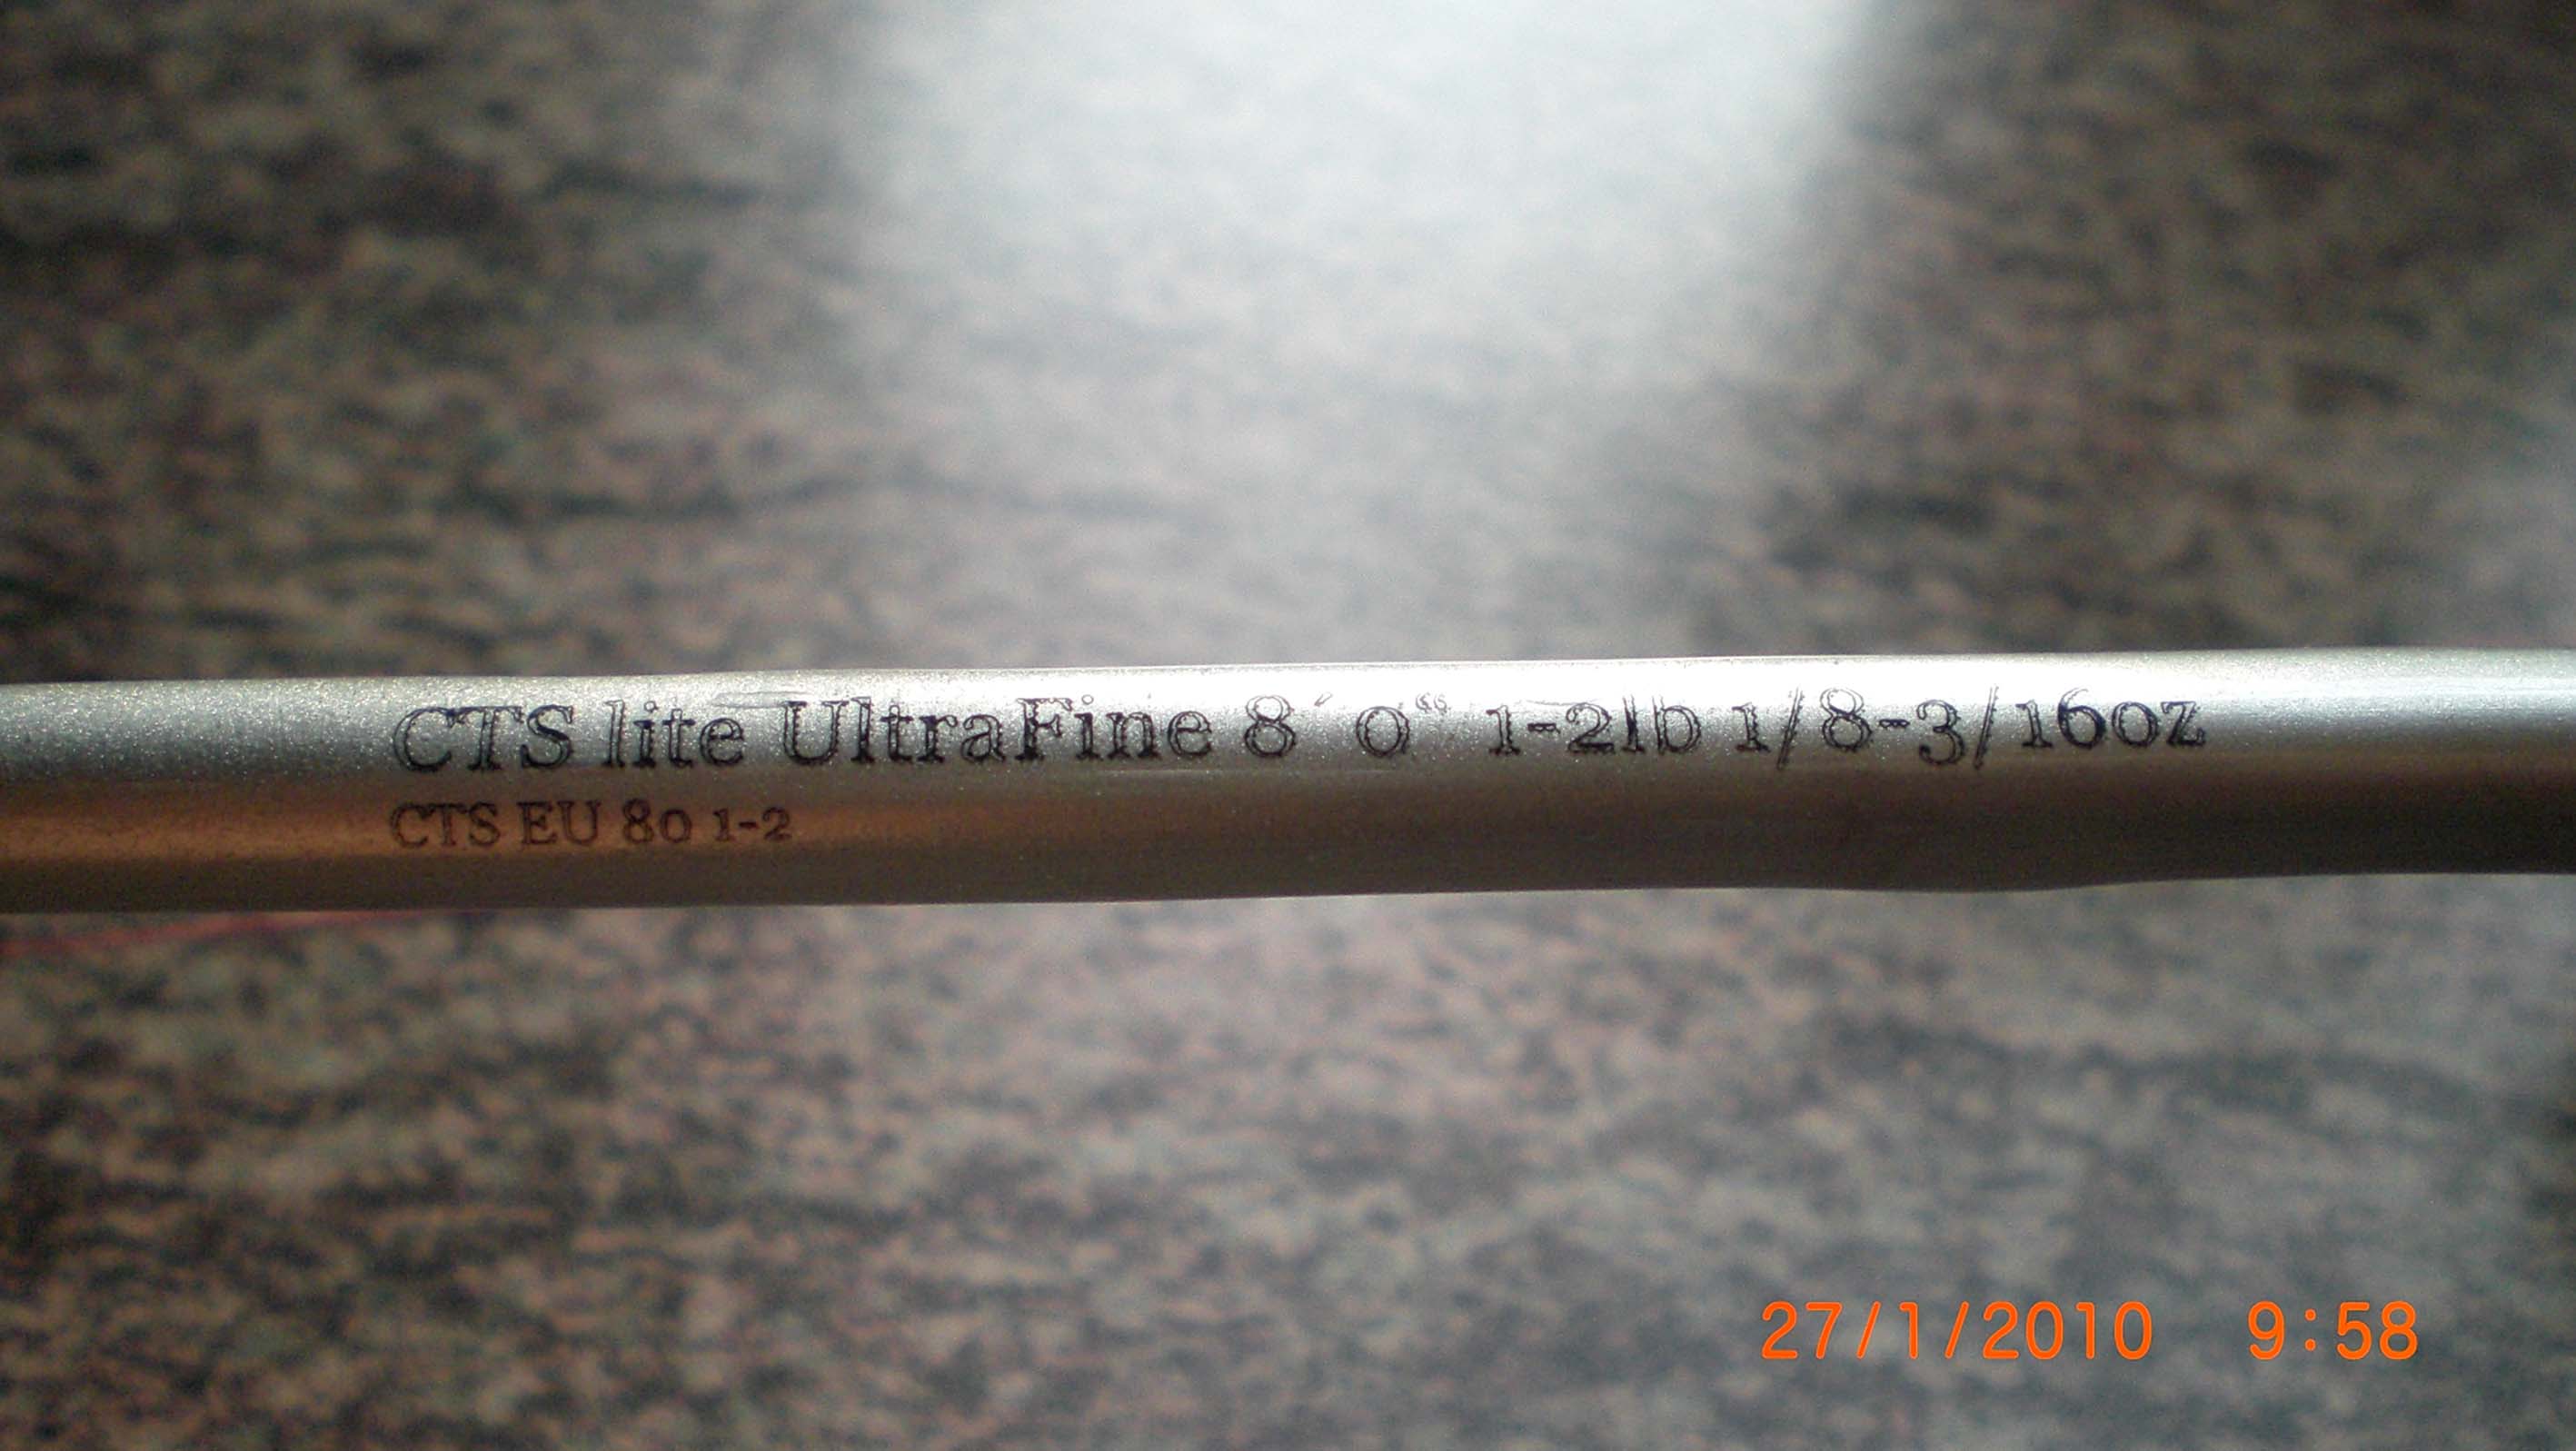 CTS lite UltraFine 8´0“ 1-2lb 1/8-3/16oz
CTS EU 80 1-2
27/1/2010 9:58